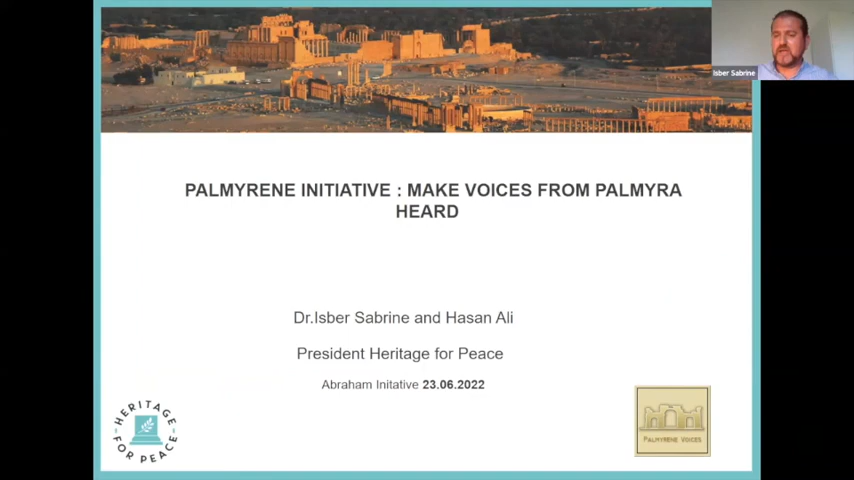 Isber Sabrine
PALMYRENE INITIATIVE : MAKE VOICES FROM PALMYRA
HEARD
Dr.Isber Sabrine and Hasan Ali
President Heritage for Peace
Abraham Initative 23.06.2022
HERITAGE
FOR PEACE
PALMYRENE VOICES